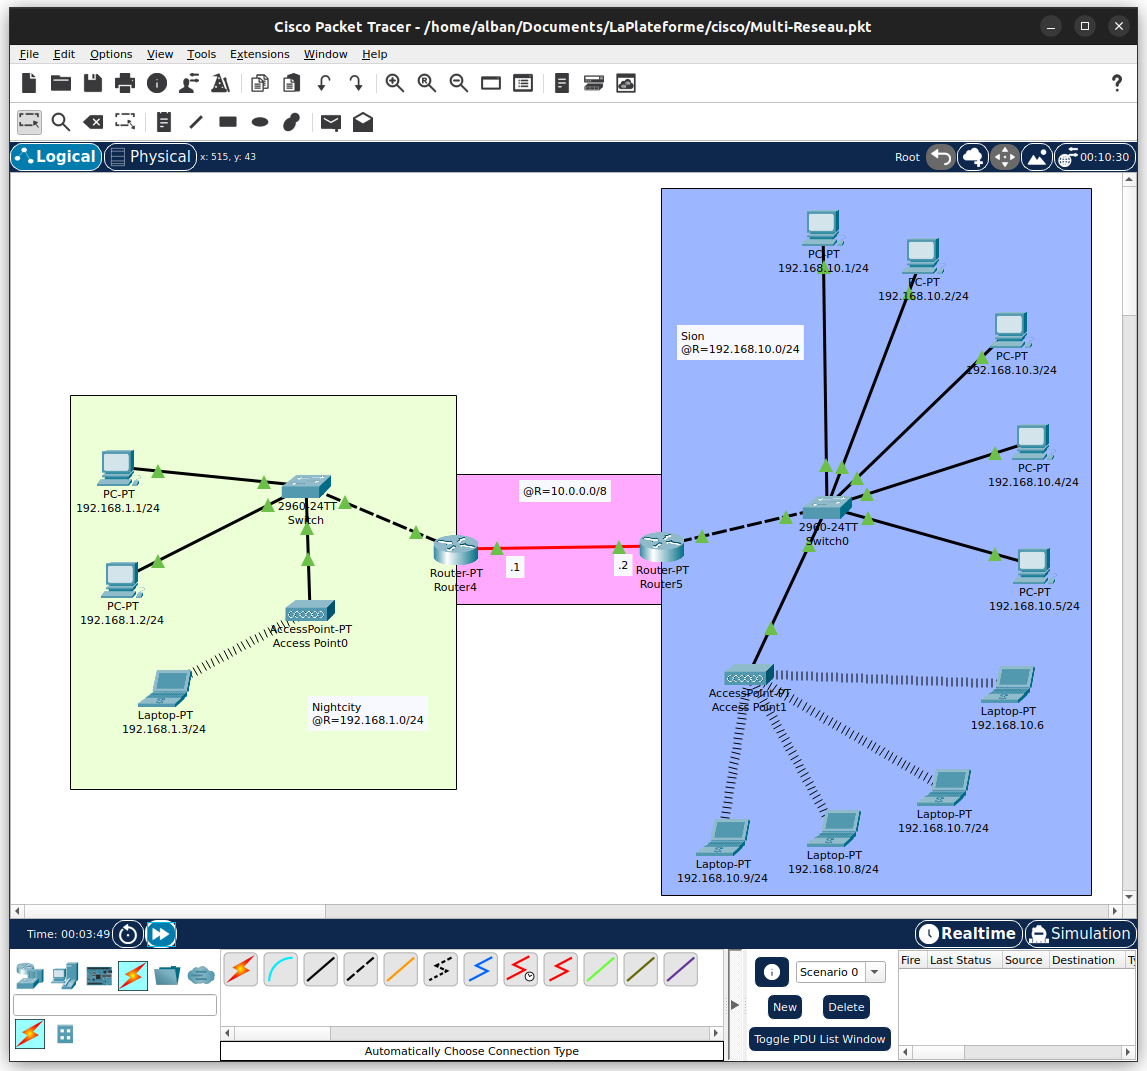 Cisco Packet Tracer - /home/alban/Documents/LaPlateforme/cisco/Multi-Reseau.pkt
File Edit Options View Tools Extensions Window Help
Logical Physical x: 515, y: 43 Root 00:10:30
PC-PT
192.168.10.1/24
PC-PT
192.168.10.2/24
Sion
@R=192.168.10.0/24
PC-PT
192.168.10.3/24
PC-PT
192.168.10.4/24
PC-PT
192.168.10.5/24
2960-24TT
Switch0
PC-PT
192.168.1.1/24
2960-24TT
Switch
PC-PT
192.168.1.2/24
@R=10.0.0.0/8
.1
.2
Router-PT
Router4
Router-PT
Router5
AccessPoint-PT
Access Point0
Laptop-PT
192.168.1.3/24
Nightcity
@R=192.168.1.0/24
AccessPoint-PT
Access Point1
Laptop-PT
192.168.10.6
Laptop-PT
192.168.10.7/24
Laptop-PT
192.168.10.8/24
Laptop-PT
192.168.10.9/24
Time: 00:03:49 Realtime Simulation
Scenario 0
New Delete
Toggle PDU List Window
Fire Last Status Source Destination
Automatically Choose Connection Type